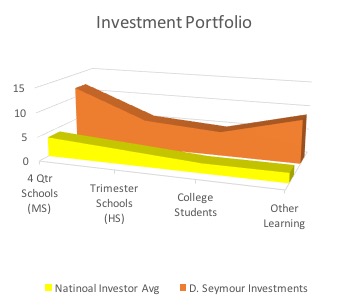 Investment Portfolio
15
10
5
0
4 Qtr
Schools
(MS)
Trimester
Schools
(HS)
College
Students
Other
Learning
Natinoal Investor Avg
D. Seymour Investments